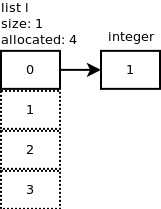 list l
size: 1
allocated: 4
integer
0
1
1
2
3